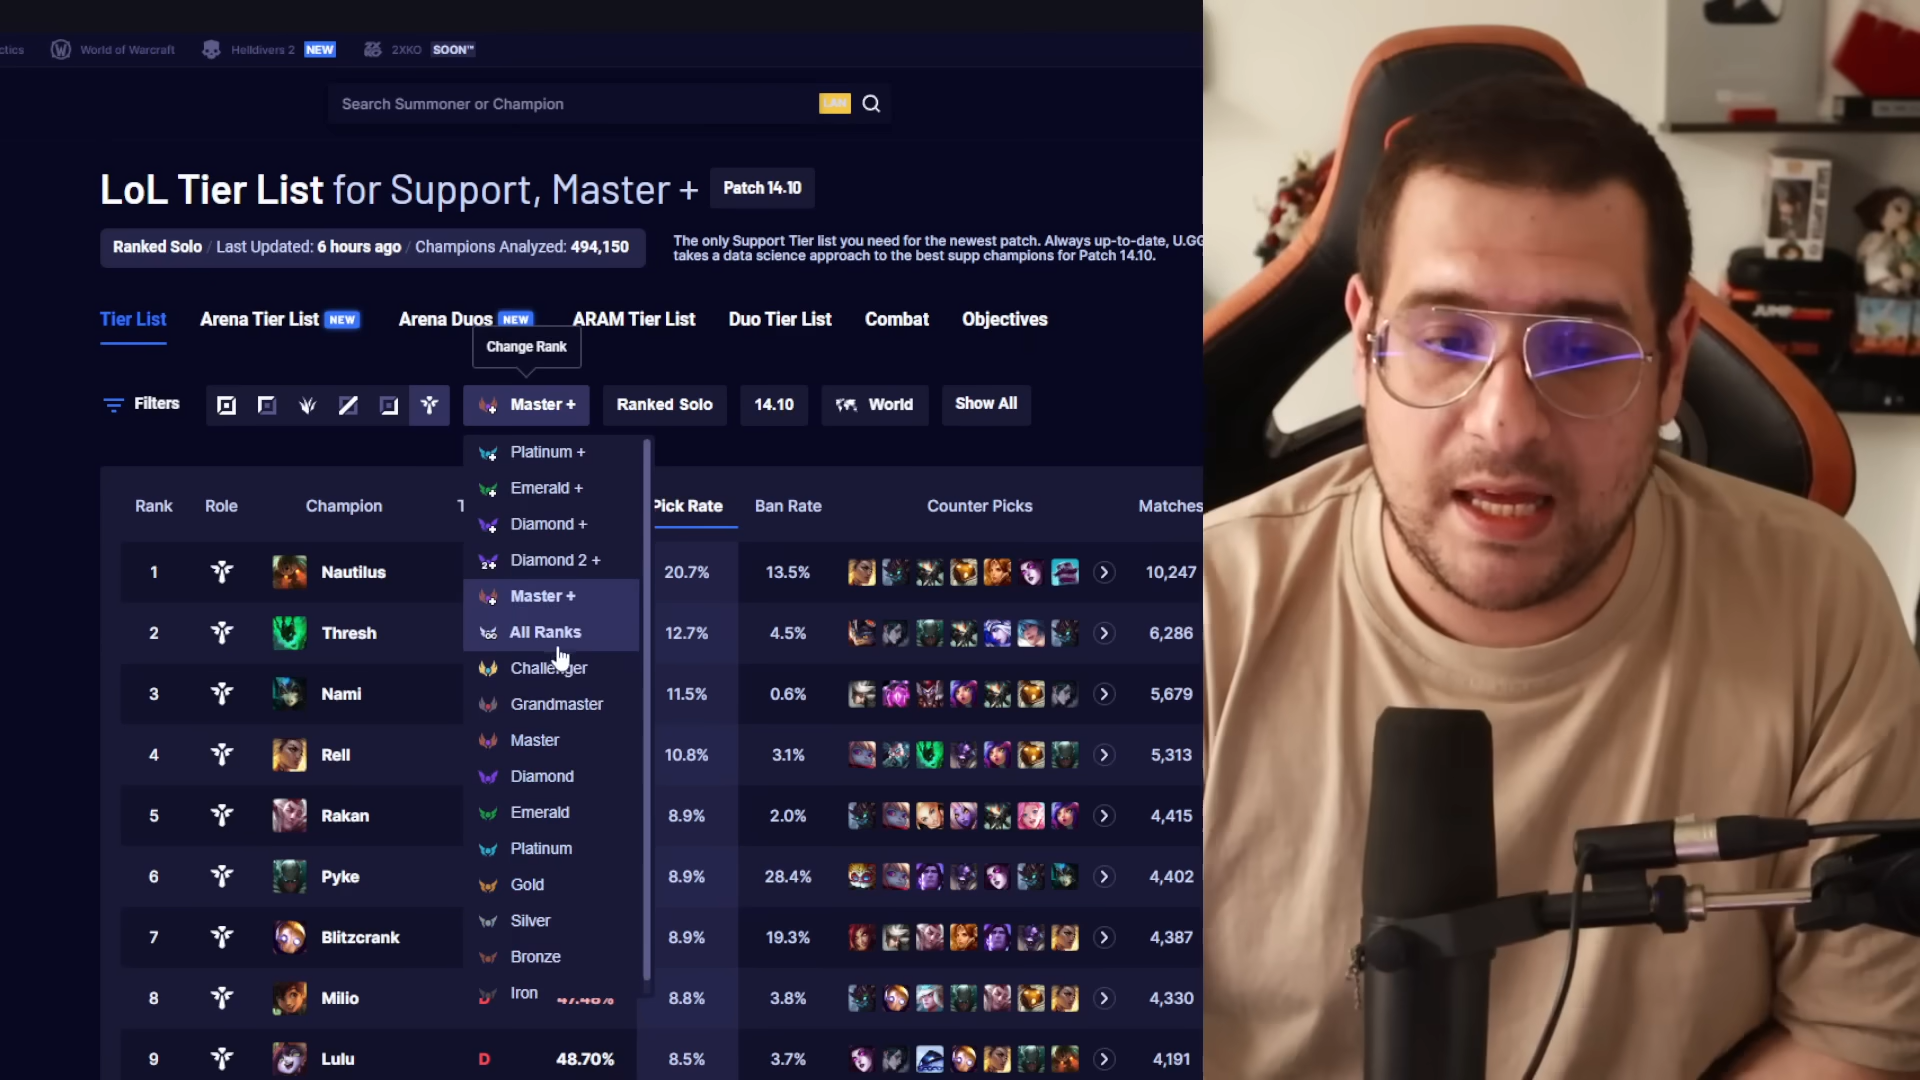 ctics World of Warcraft Helldivers 2 NEW 2XKO SOON™
Search Summoner or Champion LAN
LoL Tier List for Support, Master + Patch 14.10
Ranked Solo / Last Updated: 6 hours ago / Champions Analyzed: 494,150
The only Support Tier list you need for the newest patch. Always up-to-date, U.GG
takes a data science approach to the best supp champions for Patch 14.10.
Tier List Arena Tier List NEW Arena Duos NEW ARAM Tier List Duo Tier List Combat Objectives
Change Rank
Filters Master + Ranked Solo 14.10 World Show All
Platinum +
Emerald +
Diamond +
2+ Diamond 2 +
Master +
All Ranks
Challenger
Grandmaster
Master
Diamond
Emerald
Platinum
Gold
Silver
Bronze
Iron
Rank Role Champion T Pick Rate Ban Rate Counter Picks Matches
1 Nautilus 20.7% 13.5% 10,247
2 Thresh 12.7% 4.5% 6,286
3 Nami 11.5% 0.6% 5,679
4 Rell 10.8% 3.1% 5,313
5 Rakan 8.9% 2.0% 4,415
6 Pyke 8.9% 28.4% 4,402
7 Blitzcrank 8.9% 19.3% 4,387
8 Milio D 47.48% 8.8% 3.8% 4,330
9 Lulu D 48.70% 8.5% 3.7% 4,191